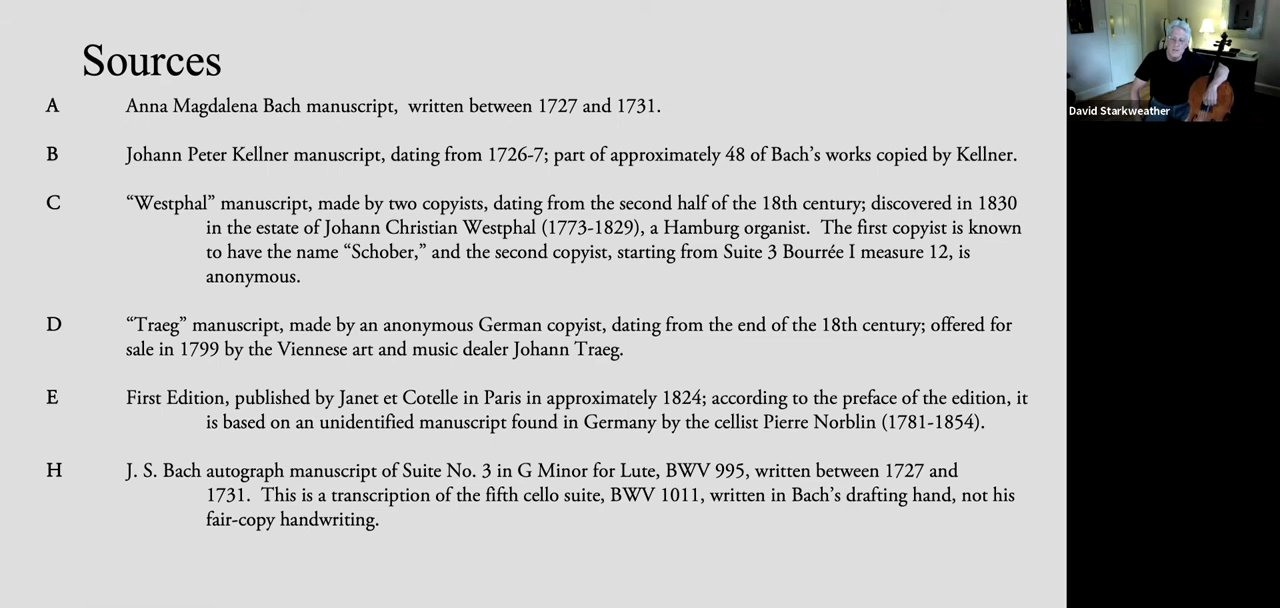 Sources
A Anna Magdalena Bach manuscript, written between 1727 and 1731.
B Johann Peter Kellner manuscript, dating from 1726-7; part of approximately 48 of Bach’s works copied by Kellner.
C “Westphal” manuscript, made by two copyists, dating from the second half of the 18th century; discovered in 1830
in the estate of Johann Christian Westphal (1773-1829), a Hamburg organist. The first copyist is known
to have the name “Schober,” and the second copyist, starting from Suite 3 Bourrée I measure 12, is
anonymous.
D “Traeg” manuscript, made by an anonymous German copyist, dating from the end of the 18th century; offered for
sale in 1799 by the Viennese art and music dealer Johann Traeg.
E First Edition, published by Janet et Cotelle in Paris in approximately 1824; according to the preface of the edition, it
is based on an unidentified manuscript found in Germany by the cellist Pierre Norblin (1781-1854).
H J. S. Bach autograph manuscript of Suite No. 3 in G Minor for Lute, BWV 995, written between 1727 and
1731. This is a transcription of the fifth cello suite, BWV 1011, written in Bach’s drafting hand, not his
fair-copy handwriting.
David Starkweather